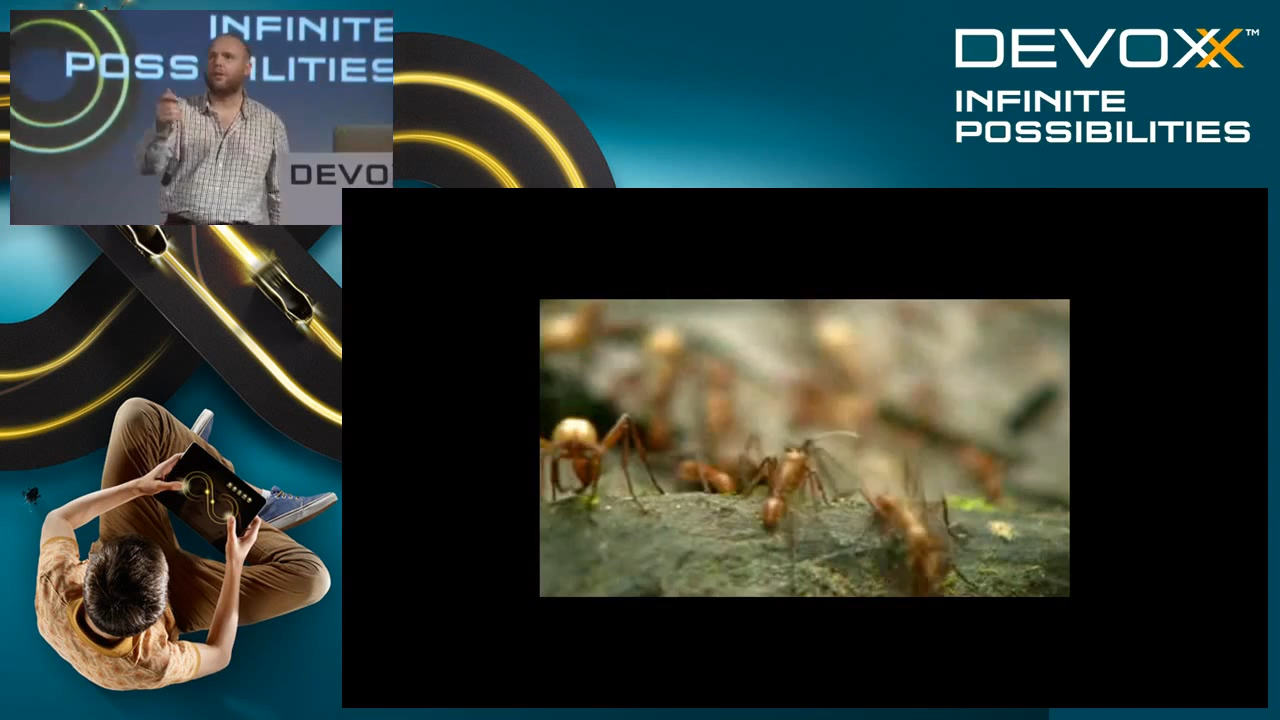 INFINITE
POSS ILITIES
DEVO
DEVOXX™
INFINITE
POSSIBILITIES